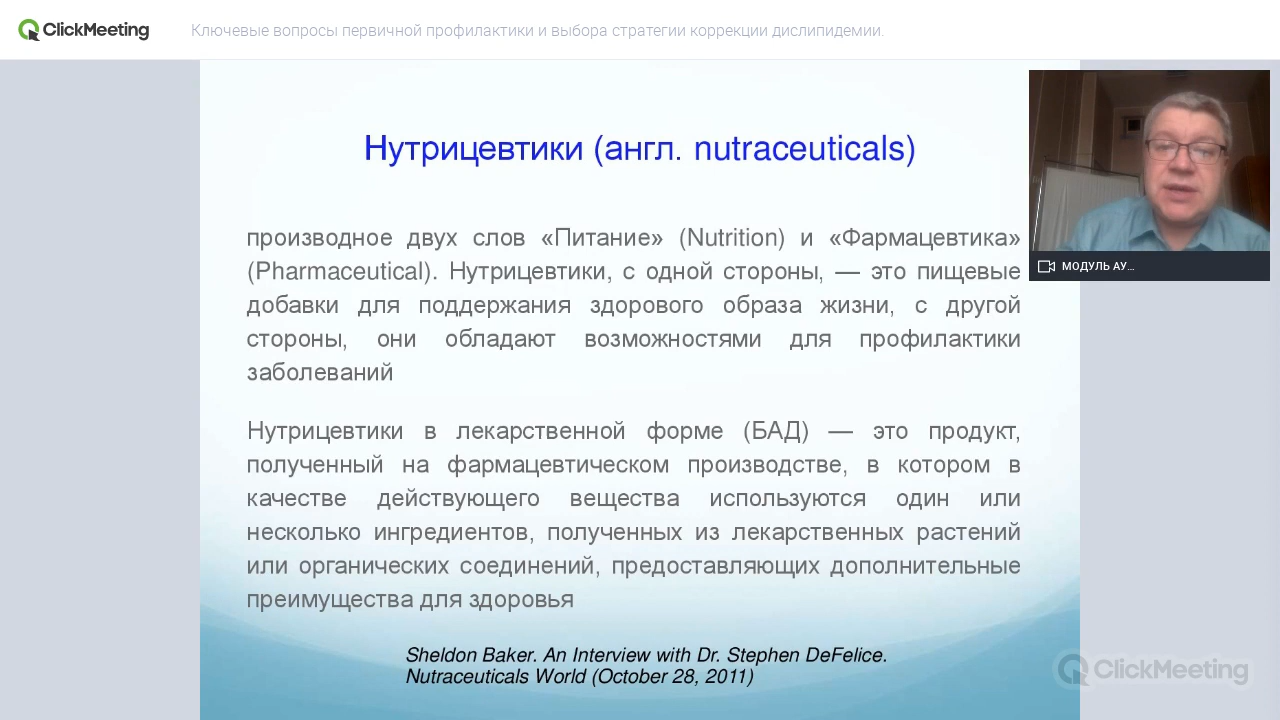 ClickMeeting
Ключевые вопросы первичной профилактики и выбора стратегии коррекции дислипидемии.
Нутрицевтики (англ. nutraceuticals)
производное двух слов «Питание» (Nutrition) и «Фармацевтика»
(Pharmaceutical). Нутрицевтики, с одной стороны, — это пищевые
добавки для поддержания здорового образа жизни, с другой
стороны, они обладают возможностями для профилактики
заболеваний
Нутрицевтики в лекарственной форме (БАД) — это продукт,
полученный на фармацевтическом производстве, в котором в
качестве действующего вещества используются один или
несколько ингредиентов, полученных из лекарственных растений
или органических соединений, предоставляющих дополнительные
преимущества для здоровья
Sheldon Baker. An Interview with Dr. Stephen DeFelice.
Nutraceuticals World (October 28, 2011)
МОДУЛЬ АУ...
ClickMeeting